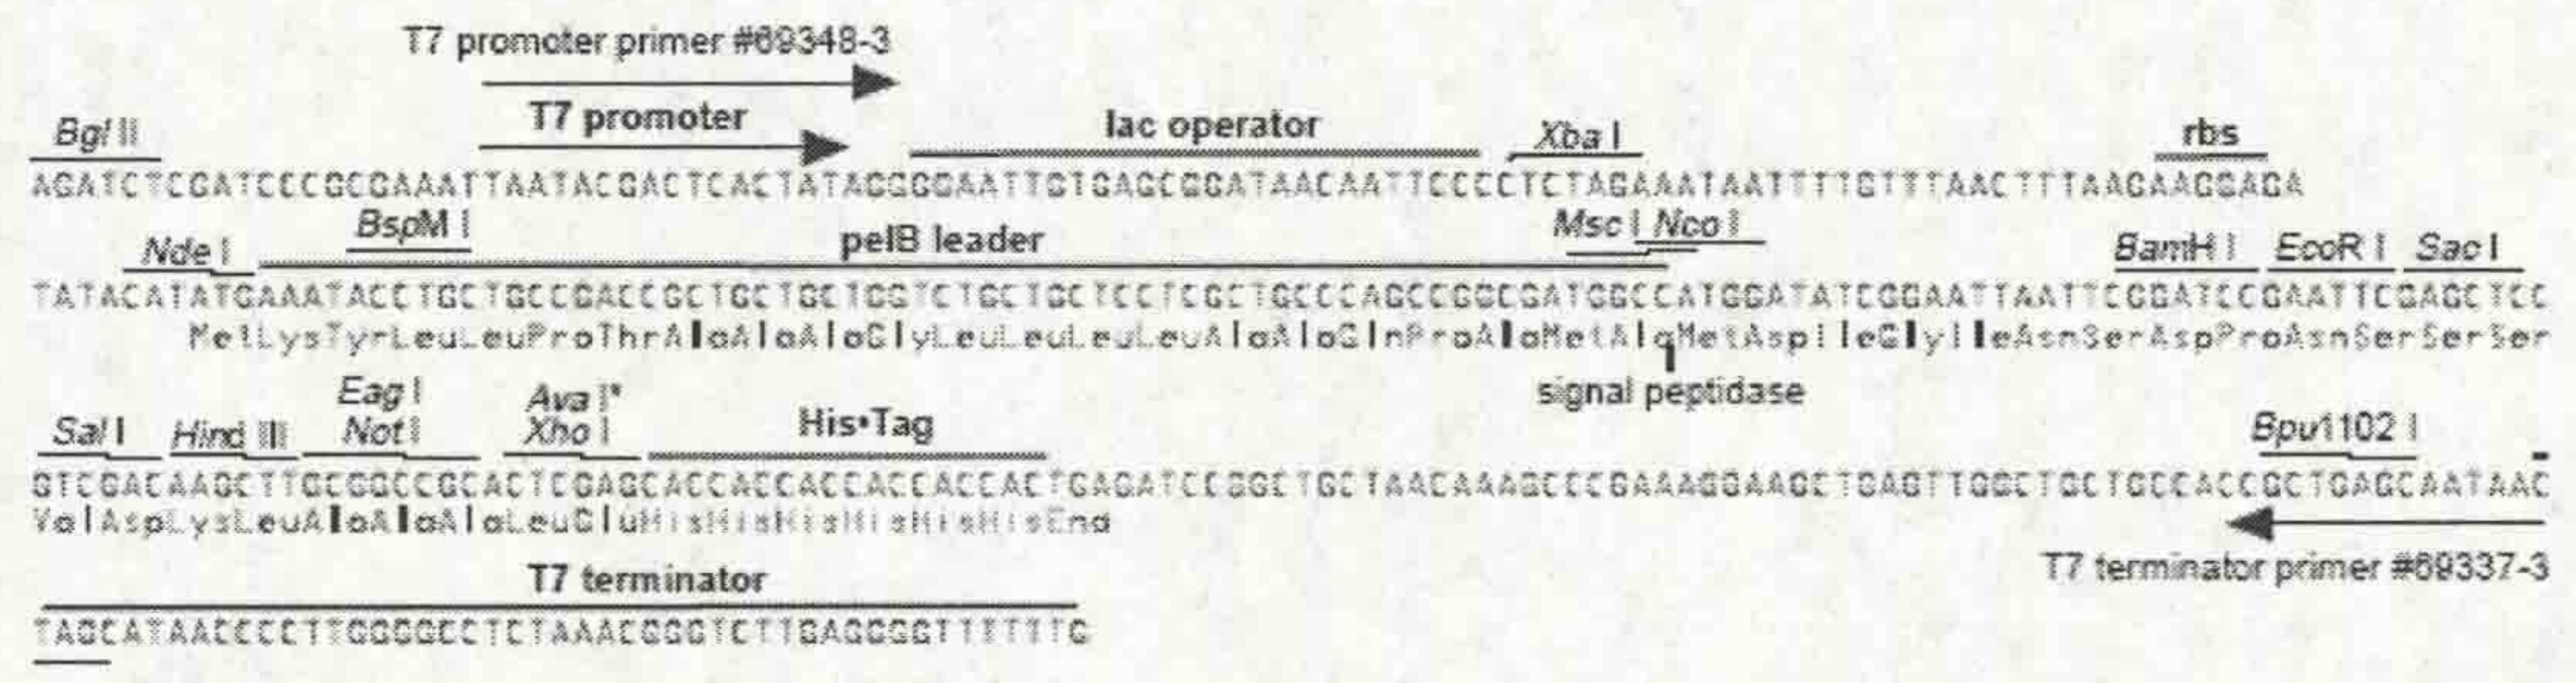 T7 promoter primer #69348-3
Bgl II T7 promoter lac operator Xba I rbs
AGATCTCGATCCCGCGAAATTAATACGACTCACTATAGGGGAATTGTGAGCGGATAACAATTCCCCTCTAGAAATAATTTTGTTTAACTTTAAGAAGGAGA
Nde I BspM I pelB leader Msc I Nco I BamH I EcoR I Sac I
TATACATATGAAATACCTGCTGCCGACCGCTGCTGCTGGTCTGCTGCTCCTCGCTGCCCAGCCGGCGATGGCCATGGATATCGGAATTAATTCGGATCCGAATTCGAGCTCC
MetLysTyrLeuLeuProThrAlaAlaAlaGlyLeuLeuLeuLeuAlaAlaGlnProAlaMetAlaMetAspIleGlyIleAsnSerAspProAsnSerSerSer
signal peptidase
Eag I Ava I*
Sal I Hind III Not I Xho I His•Tag Bpu1102 I
GTCGACAAGCTTGCGGCCGCACTCGAGCACCACCACCACCACCACTGAGATCCGGCTGCTAACAAAGCCCGAAAGGAAGCTGAGTTGGCTGCTGCCACCGCTGAGCAATAAC
ValAspLysLeuAlaAlaAlaLeuGluHisHisHisHisHisHisEnd
T7 terminator T7 terminator primer #69337-3
TAGCATAACCCCTTGGGGCCTCTAAACGGGTCTTGAGGGGTTTTTTG